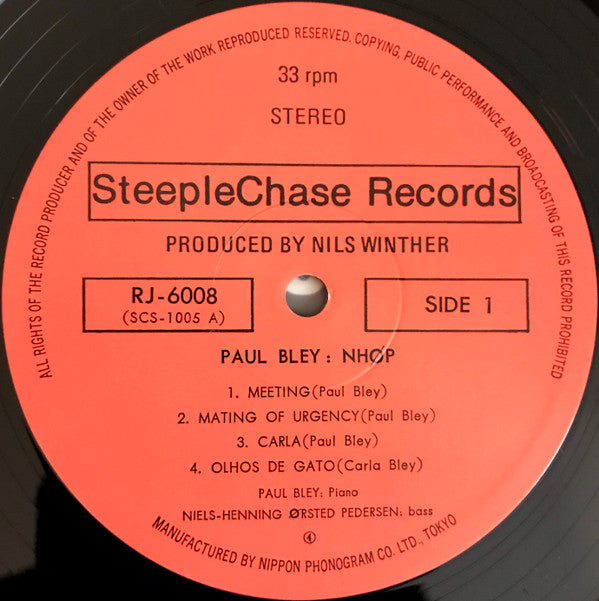 ALL RIGHTS OF THE RECORD PRODUCER AND OF THE OWNER OF THE WORK REPRODUCED RESERVED. COPYING, PUBLIC PERFORMANCE AND BROADCASTING OF THIS RECORD PROHIBITED
33 rpm
STEREO
SteepleChase Records
PRODUCED BY NILS WINTHER
RJ-6008
(SCS-1005 A)
SIDE 1
PAUL BLEY : NHØP
1. MEETING(Paul Bley)
2. MATING OF URGENCY(Paul Bley)
3. CARLA(Paul Bley)
4. OLHOS DE GATO(Carla Bley)
PAUL BLEY: Piano
NIELS-HENNING ØRSTED PEDERSEN: bass
MANUFACTURED BY NIPPON PHONOGRAM CO. LTD., TOKYO